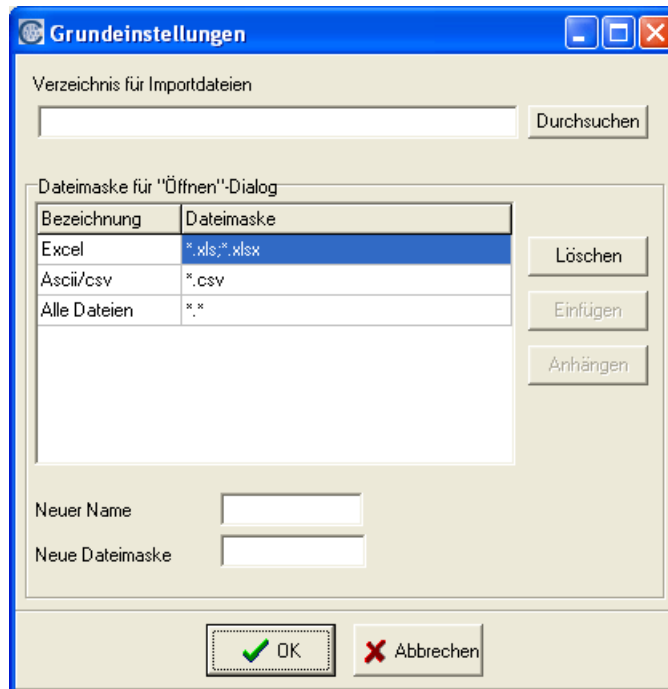 Grundeinstellungen
Verzeichnis für Importdateien
Durchsuchen
Dateimaske für "Öffnen"-Dialog
Bezeichnung Dateimaske
Excel *.xls;*.xlsx
Ascii/csv *.csv
Alle Dateien *.*
Löschen
Einfügen
Anhängen
Neuer Name
Neue Dateimaske
OK Abbrechen